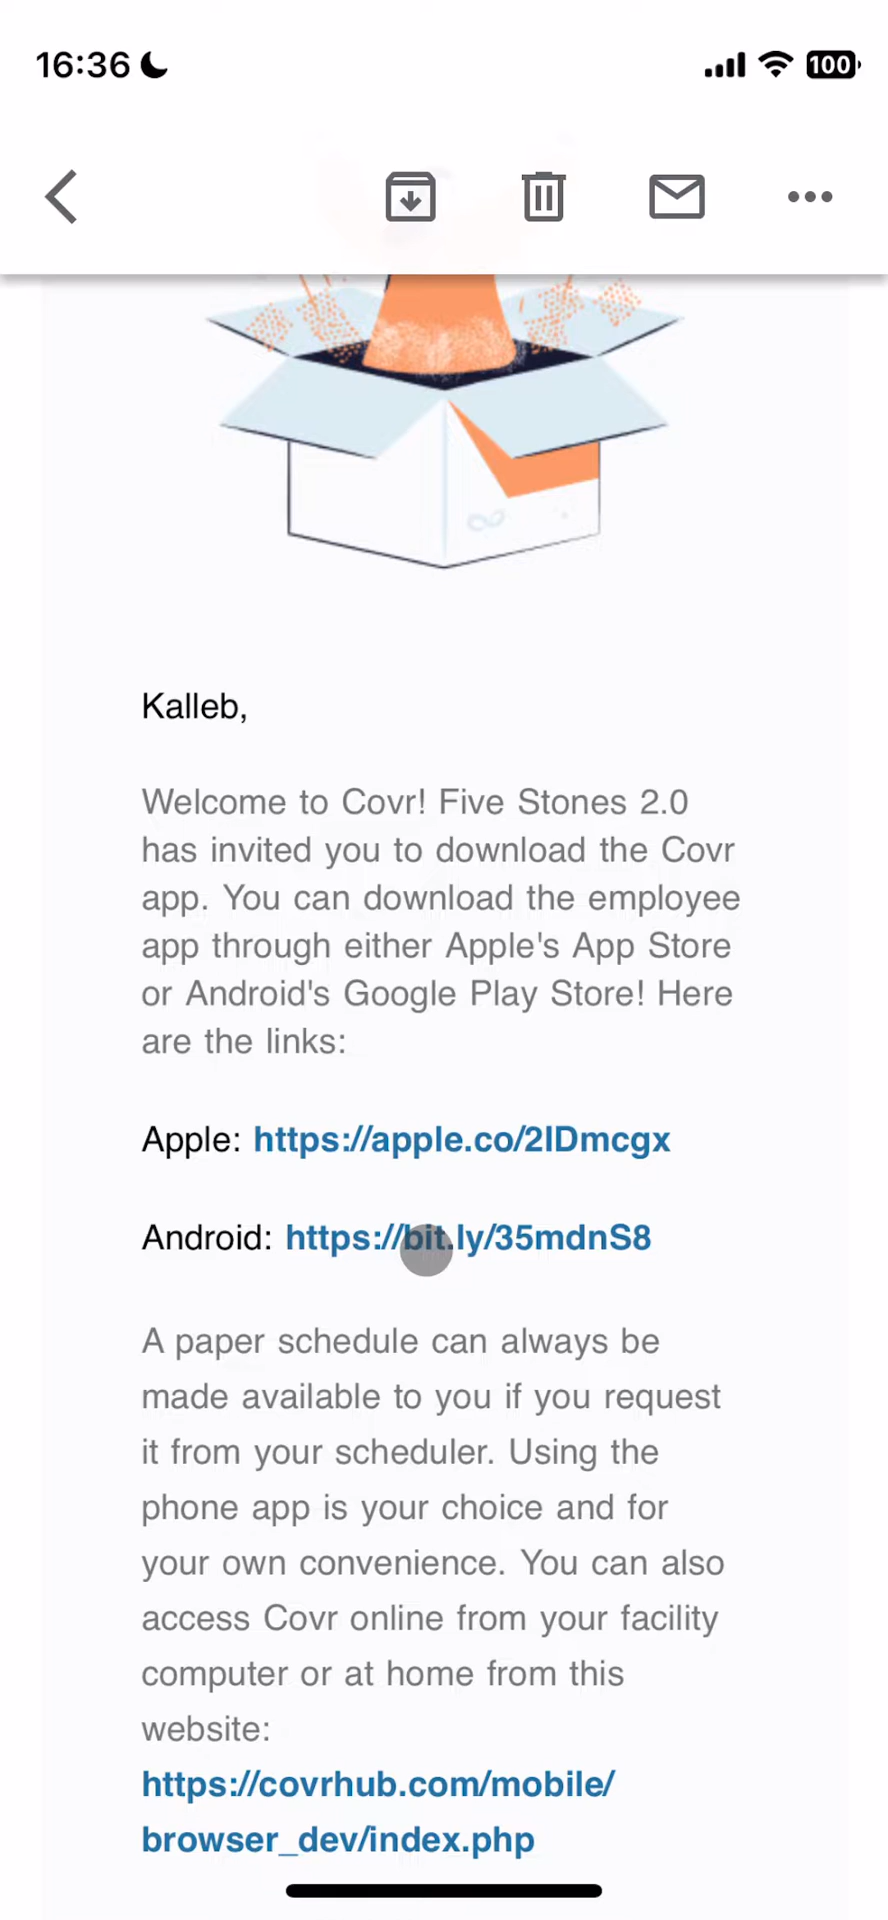 16:36
100
Kalleb,
Welcome to Covr! Five Stones 2.0
has invited you to download the Covr
app. You can download the employee
app through either Apple's App Store
or Android's Google Play Store! Here
are the links:
Apple: https://apple.co/2IDmcgx
Android: https://bit.ly/35mdnS8
A paper schedule can always be
made available to you if you request
it from your scheduler. Using the
phone app is your choice and for
your own convenience. You can also
access Covr online from your facility
computer or at home from this
website:
https://covrhub.com/mobile/
browser_dev/index.php